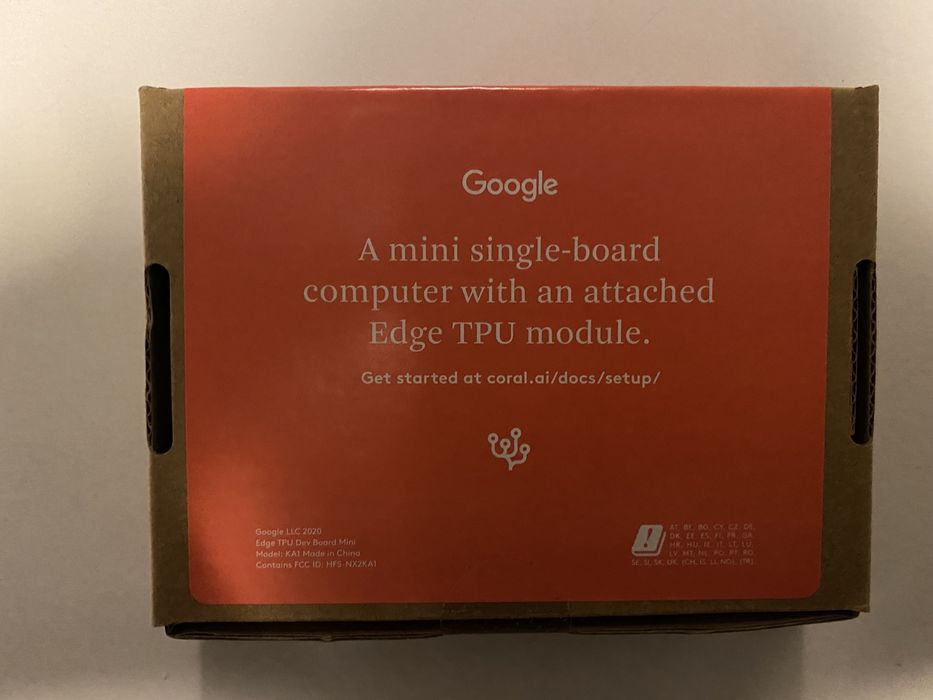 Google
A mini single-board
computer with an attached
Edge TPU module.
Get started at coral.ai/docs/setup/
Google LLC 2020
Edge TPU Dev Board Mini
Model: KA1 Made in China
Contains FCC ID: HFS-NX2KA1
AT, BE, BG, CY, CZ, DE,
DK, EE, ES, FI, FR, GR,
HR, HU, IE, IT, LT, LU,
LV, MT, NL, PO, PT, RO,
SE, SI, SK, UK, (CH, IS, LI, NO), (TR).